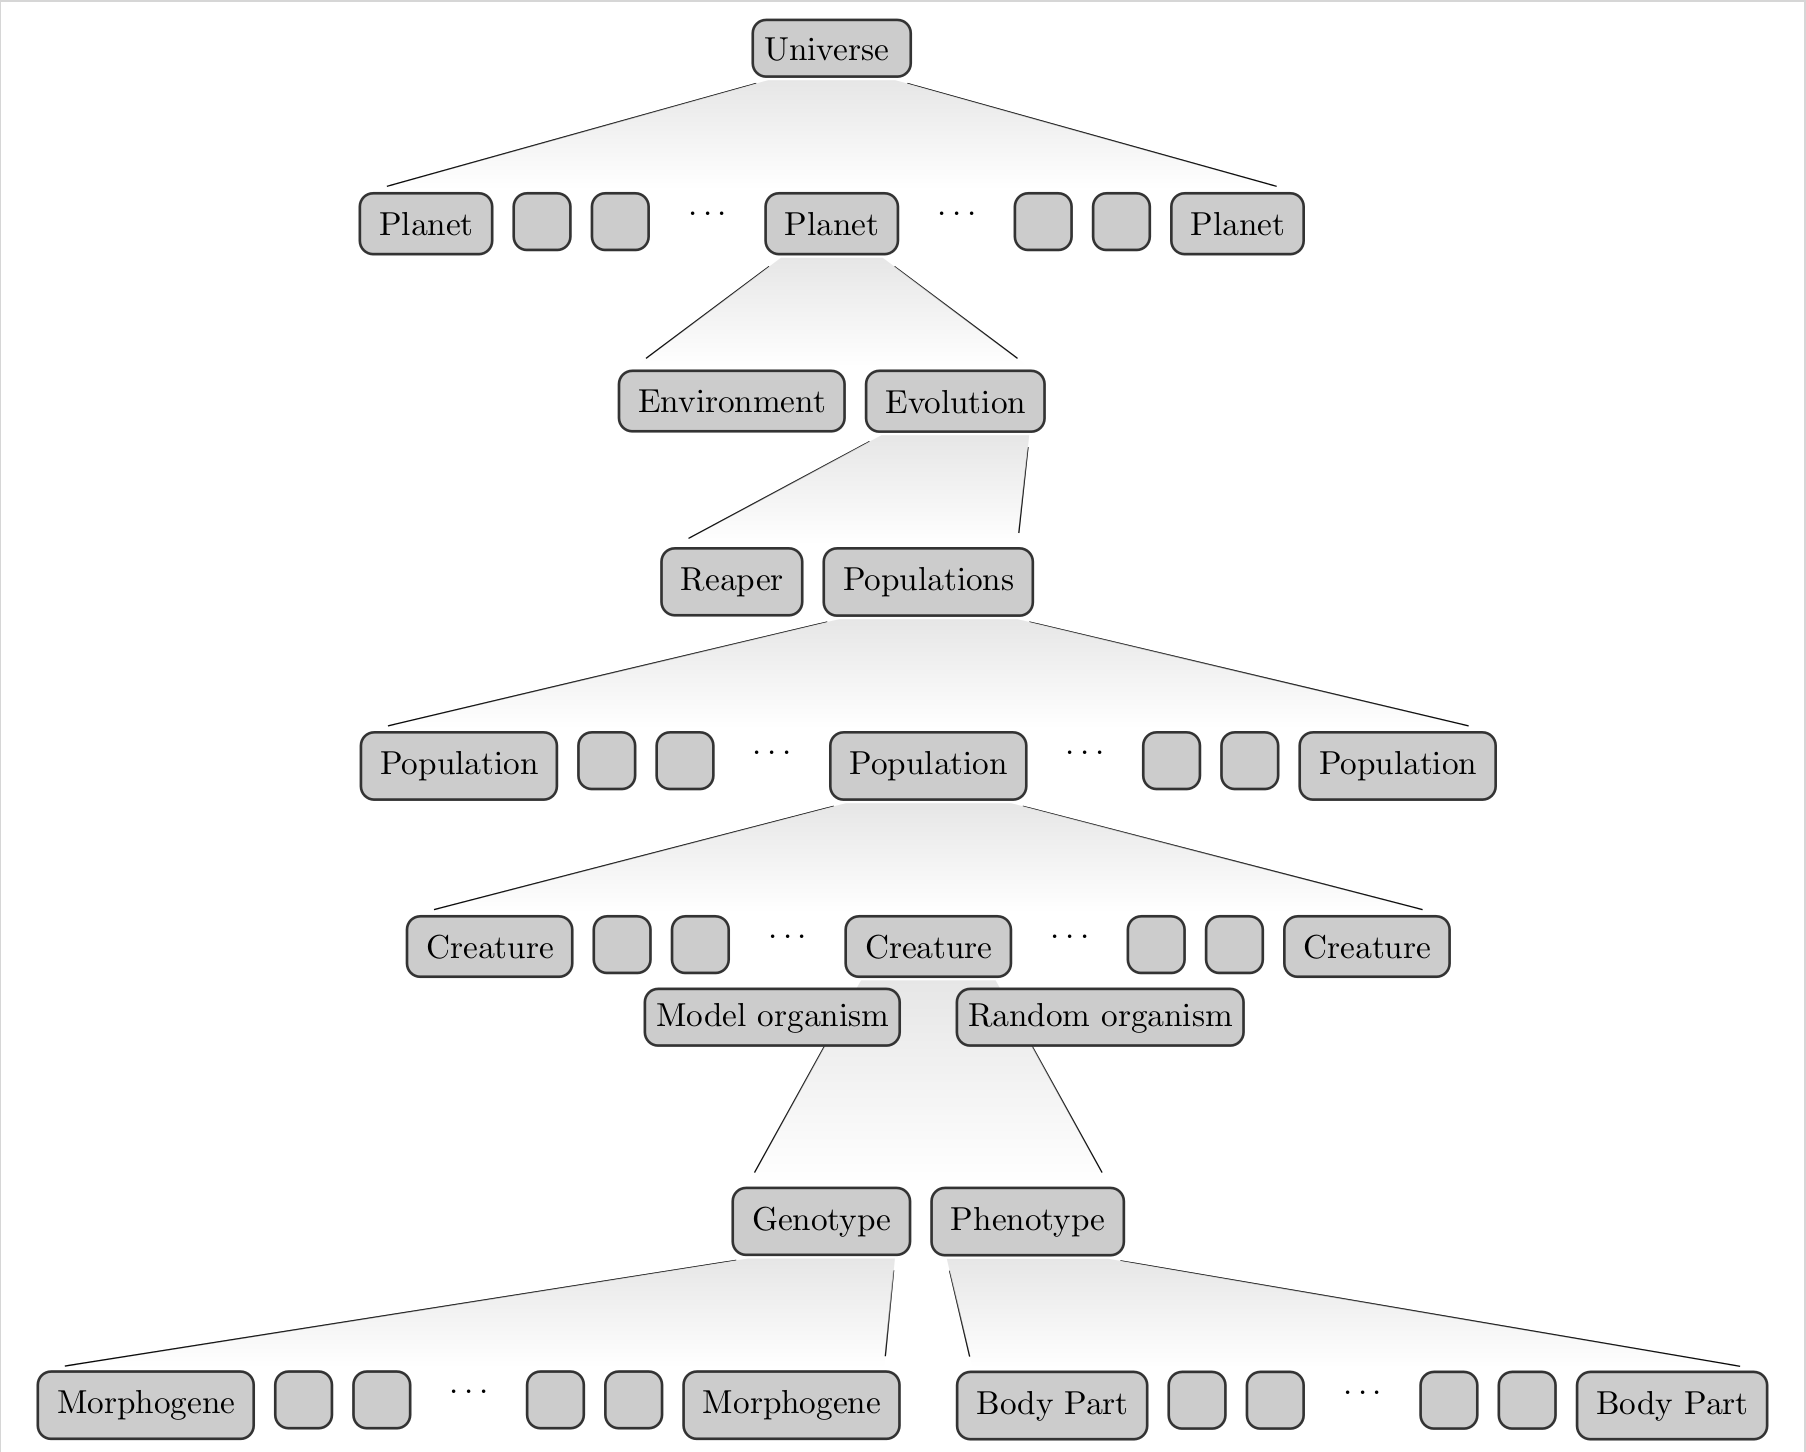 Universe
Planet ... Planet ... Planet
Environment Evolution
Reaper Populations
Population ... Population ... Population
Creature ... Creature ... Creature
Model organism Random organism
Genotype Phenotype
Morphogene ... Morphogene Body Part ... Body Part